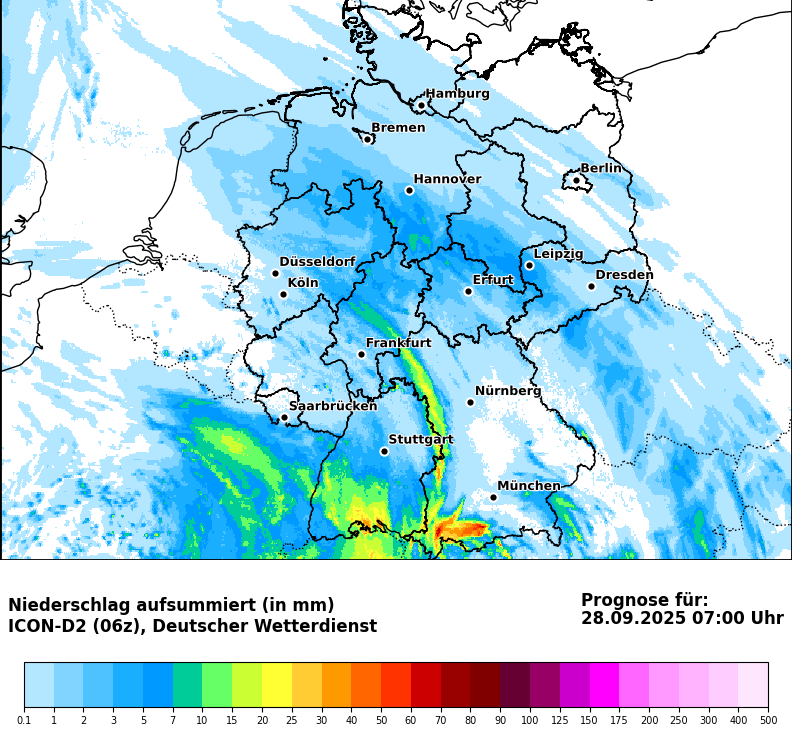 Hamburg
Bremen
Berlin
Hannover
Leipzig
Düsseldorf
Dresden
Erfurt
Köln
Frankfurt
Nürnberg
Saarbrücken
Stuttgart
München
Niederschlag aufsummiert (in mm)
ICON-D2 (06z), Deutscher Wetterdienst
Prognose für:
28.09.2025 07:00 Uhr
0.1 1 2 3 5 7 10 15 20 25 30 40 50 60 70 80 90 100 125 150 175 200 250 300 400 500